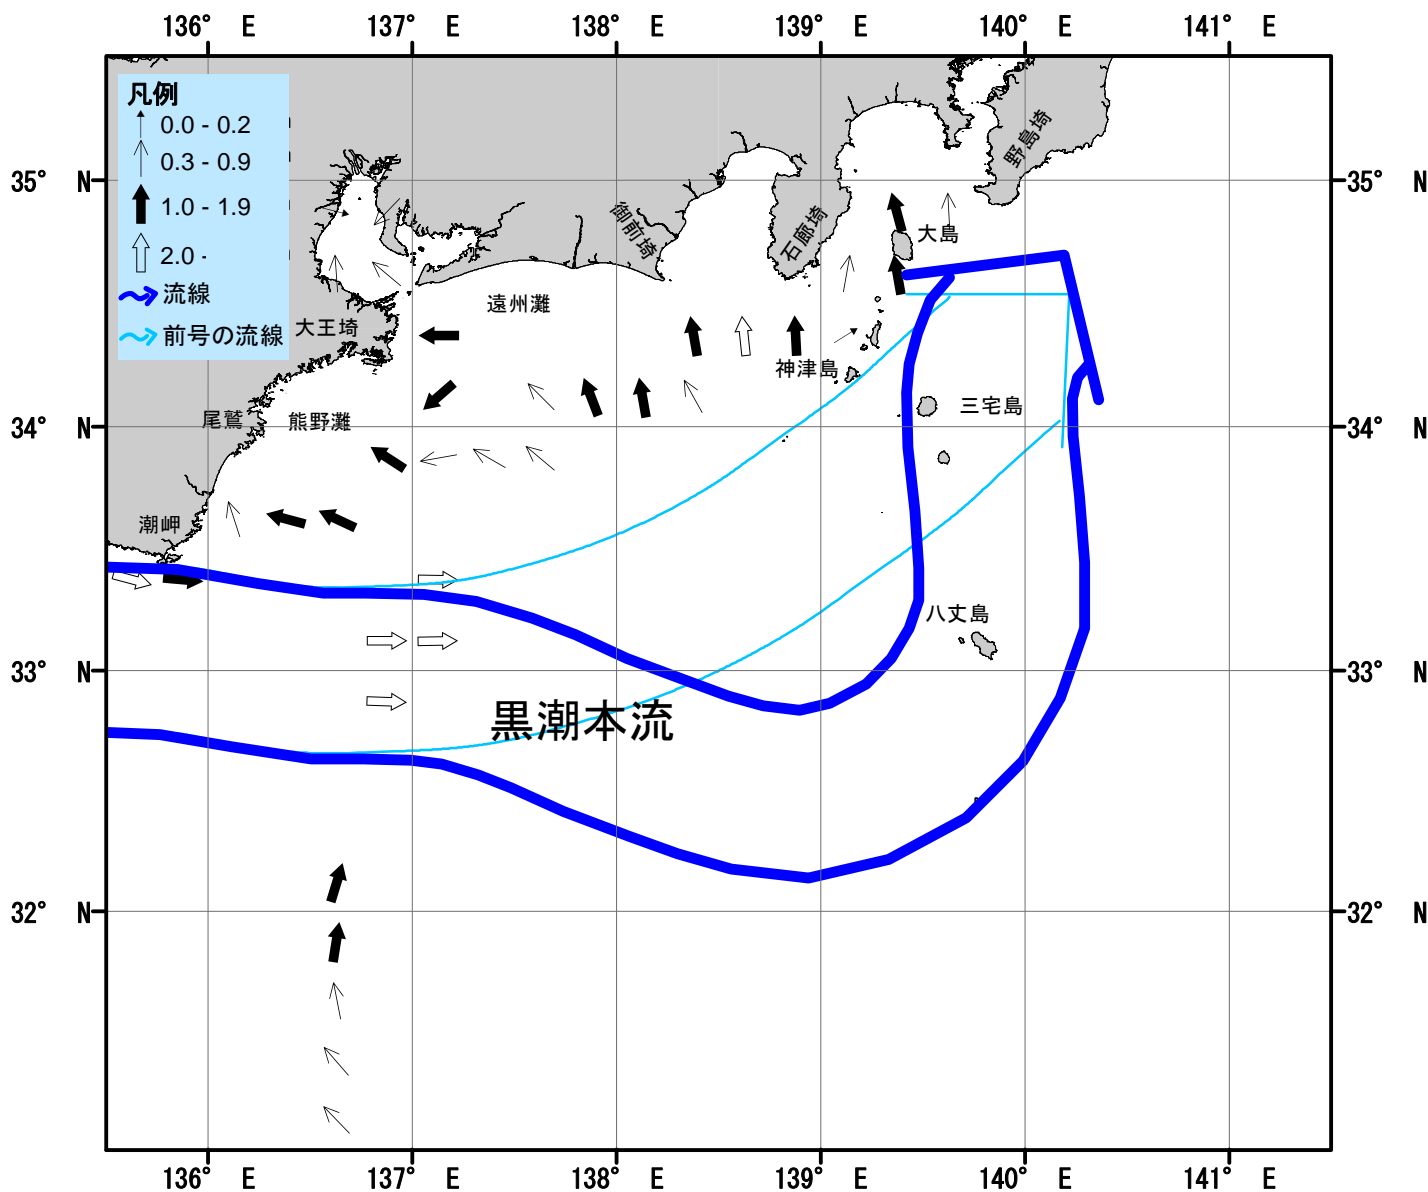 136° E 137° E 138° E 139° E 140° E 141° E
凡例
0.0 - 0.2
0.3 - 0.9
1.0 - 1.9
2.0 -
流線
前号の流線
35° N
35° N
野島埼
御前埼
石廊埼
大島
遠州灘
大王埼
神津島
三宅島
尾鷲
熊野灘
34° N
34° N
潮岬
八丈島
33° N
33° N
黒潮本流
32° N
32° N
136° E 137° E 138° E 139° E 140° E 141° E